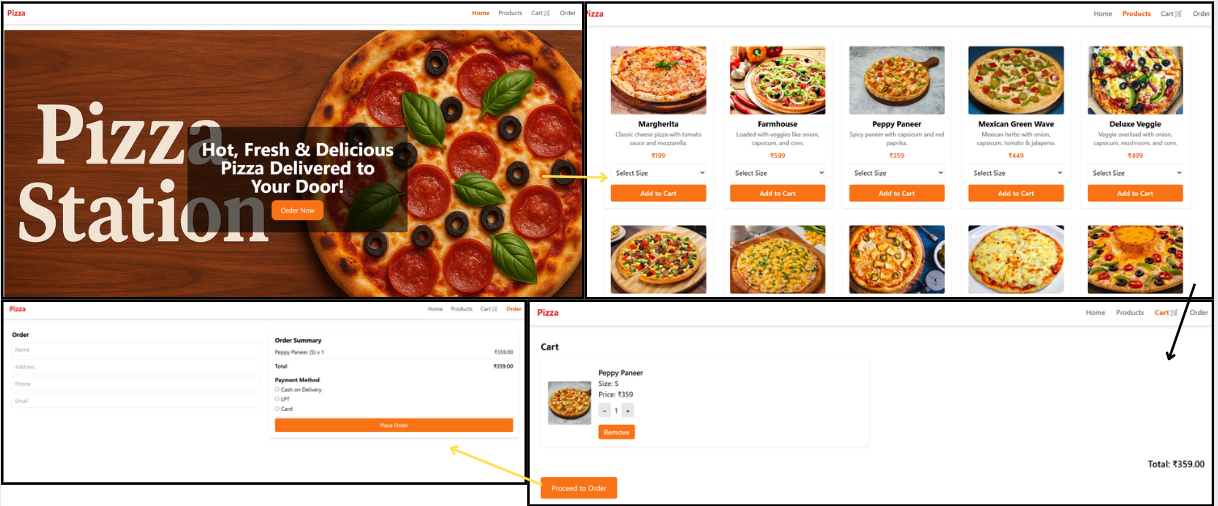 Pizza
Home Products Cart🛒 Order
Pizza
Station
Hot, Fresh & Delicious
Pizza Delivered to
Your Door!
Order Now
Pizza
Home Products Cart🛒 Order
Margherita
Classic cheese pizza with tomato
sauce and mozzarella.
₹199
Select Size
Add to Cart
Farmhouse
Loaded with veggies like onion,
capsicum, and corn.
₹599
Select Size
Add to Cart
Peppy Paneer
Spicy paneer with capsicum and red
paprika.
₹359
Select Size
Add to Cart
Mexican Green Wave
Mexican herbs with onion,
capsicum, tomato & jalapeno.
₹449
Select Size
Add to Cart
Deluxe Veggie
Veggie overload with onion,
capsicum, mushroom, and corn.
₹499
Select Size
Add to Cart
Pizza
Home Products Cart🛒 Order
Order
Name
Address
Phone
Email
Order Summary
Peppy Paneer (S) x 1 ₹359.00
Total ₹359.00
Payment Method
Cash on Delivery
Card
Place Order
Pizza
Home Products Cart🛒 Order
Cart
Peppy Paneer
Size: S
Price: ₹359
− 1 +
Remove
Total: ₹359.00
Proceed to Order